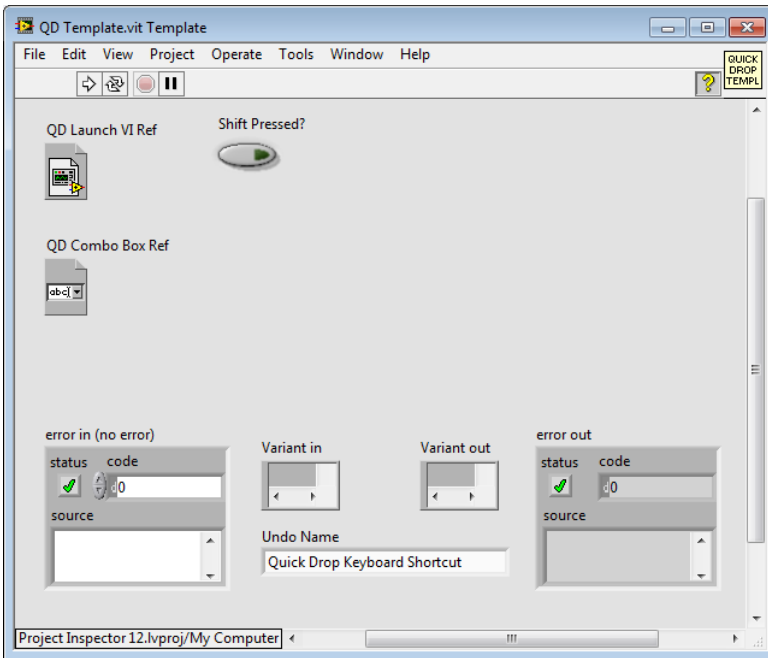 QD Template.vit Template
File Edit View Project Operate Tools Window Help
QUICK
DROP
TEMPL
?
QD Launch VI Ref
Shift Pressed?
QD Combo Box Ref
abc
error in (no error)
status code
d 0
source
Variant in
Variant out
Undo Name
Quick Drop Keyboard Shortcut
error out
status code
d 0
source
Project Inspector 12.lvproj/My Computer